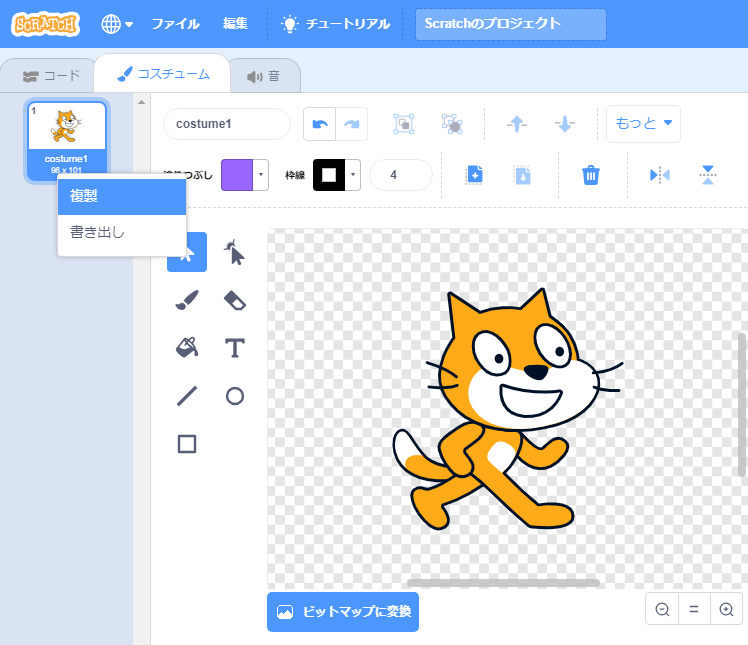 SCRATCH
ファイル
編集
チュートリアル
Scratchのプロジェクト
コード
コスチューム
音
1
costume1
96 x 101
複製
書き出し
costume1
もっと
つぶし
枠線
4
T
ビットマップに変換